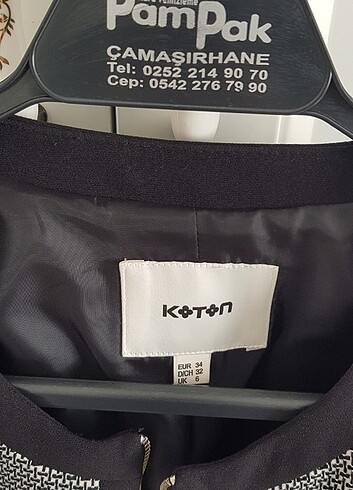 PamPak
ÇAMAŞIRHANE
Tel: 0252 214 90 70
Cep: 0542 276 79 90
KOTON
EUR 34
D/CH 32
UK 6